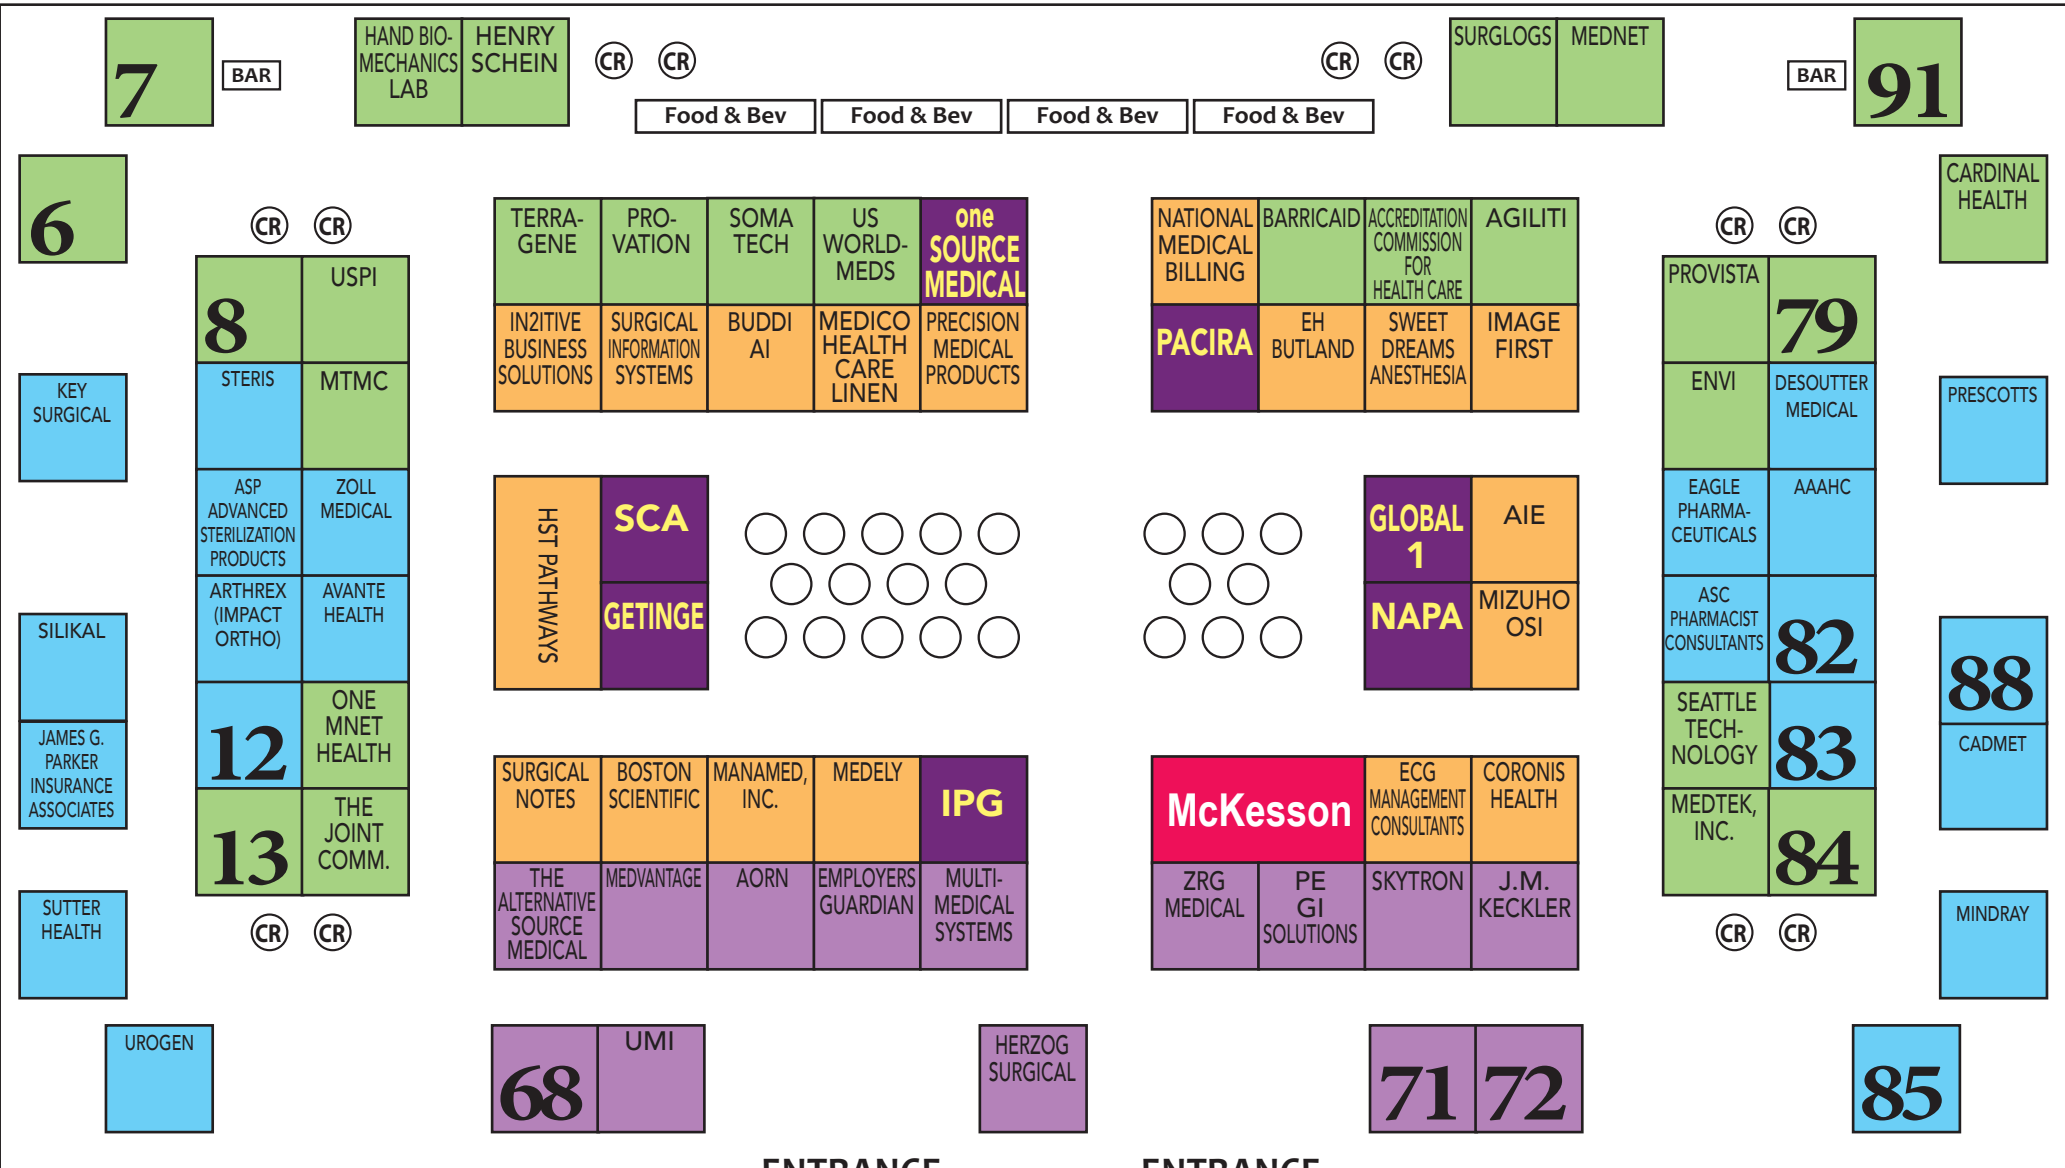 7
BAR
HAND BIO-
MECHANICS
LAB
HENRY
SCHEIN
CR
CR
CR
CR
SURGLOGS
MEDNET
BAR
91
Food & Bev
Food & Bev
Food & Bev
Food & Bev
6
CARDINAL
HEALTH
CR
CR
CR
CR
TERRA-
GENE
PRO-
VATION
SOMA
TECH
US
WORLD-
MEDS
one
SOURCE
MEDICAL
NATIONAL
MEDICAL
BILLING
BARRICAID
ACCREDITATION
COMMISSION
FOR
HEALTH CARE
AGILITI
IN2ITIVE
BUSINESS
SOLUTIONS
SURGICAL
INFORMATION
SYSTEMS
BUDDI
AI
MEDICO
HEALTH
CARE
LINEN
PRECISION
MEDICAL
PRODUCTS
PACIRA
EH
BUTLAND
SWEET
DREAMS
ANESTHESIA
IMAGE
FIRST
8
USPI
PROVISTA
79
STERIS
MTMC
ENVI
DESOUTTER
MEDICAL
KEY
SURGICAL
PRESCOTTS
ASP
ADVANCED
STERILIZATION
PRODUCTS
ZOLL
MEDICAL
EAGLE
PHARMA-
CEUTICALS
AAAHC
HST PATHWAYS
SCA
GETINGE
GLOBAL
1
AIE
NAPA
MIZUHO
OSI
ARTHREX
(IMPACT
ORTHO)
AVANTE
HEALTH
ASC
PHARMACIST
CONSULTANTS
82
SILIKAL
88
12
ONE
MNET
HEALTH
SEATTLE
TECH-
NOLOGY
83
JAMES G.
PARKER
INSURANCE
ASSOCIATES
CADMET
13
THE
JOINT
COMM.
MEDTEK,
INC.
84
SURGICAL
NOTES
BOSTON
SCIENTIFIC
MANAMED,
INC.
MEDELY
IPG
McKesson
ECG
MANAGEMENT
CONSULTANTS
CORONIS
HEALTH
THE
ALTERNATIVE
SOURCE
MEDICAL
MEDVANTAGE
AORN
EMPLOYERS
GUARDIAN
MULTI-
MEDICAL
SYSTEMS
ZRG
MEDICAL
PE
GI
SOLUTIONS
SKYTRON
J.M.
KECKLER
SUTTER
HEALTH
CR
CR
CR
CR
MINDRAY
UROGEN
68
UMI
HERZOG
SURGICAL
71
72
85
ENTRANCE
ENTRANCE